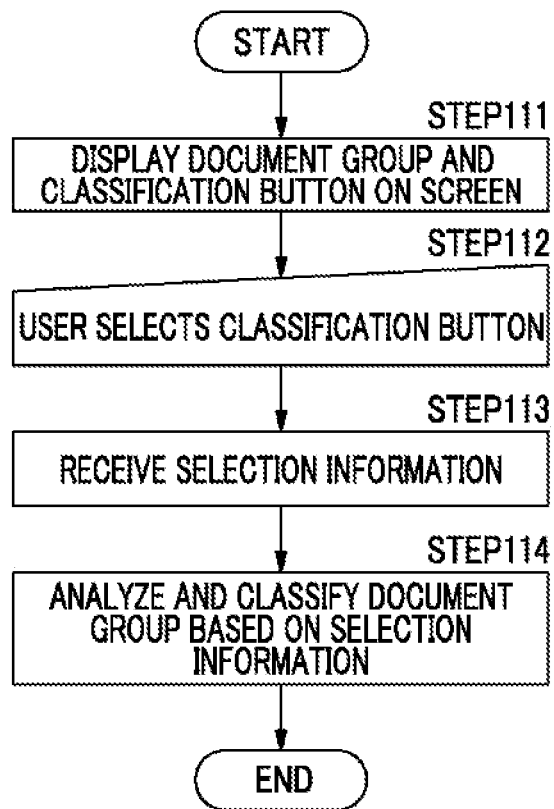 START
STEP111
DISPLAY DOCUMENT GROUP AND
CLASSIFICATION BUTTON ON SCREEN
STEP112
USER SELECTS CLASSIFICATION BUTTON
STEP113
RECEIVE SELECTION INFORMATION
STEP114
ANALYZE AND CLASSIFY DOCUMENT
GROUP BASED ON SELECTION
INFORMATION
END